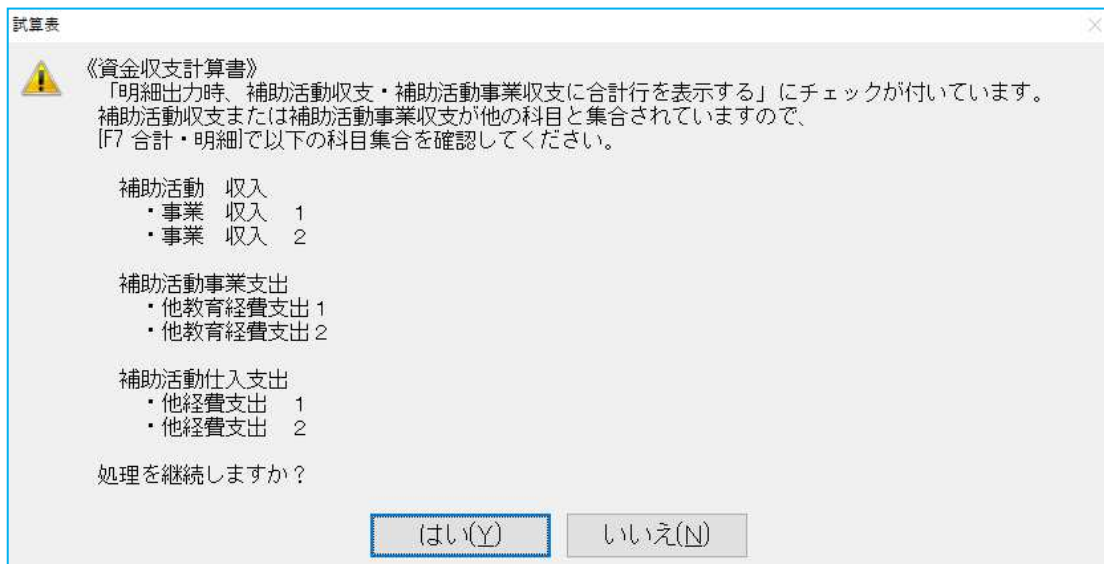 試算表
《資金収支計算書》
「明細出力時、補助活動収支・補助活動事業収支に合計行を表示する」にチェックが付いています。
補助活動収支または補助活動事業収支が他の科目と集合されていますので、
[F7 合計・明細]で以下の科目集合を確認してください。
補助活動　収入
・事業　収入　1
・事業　収入　2
補助活動事業支出
・他教育経費支出1
・他教育経費支出2
補助活動仕入支出
・他経費支出　1
・他経費支出　2
処理を継続しますか？
はい(Y)
いいえ(N)